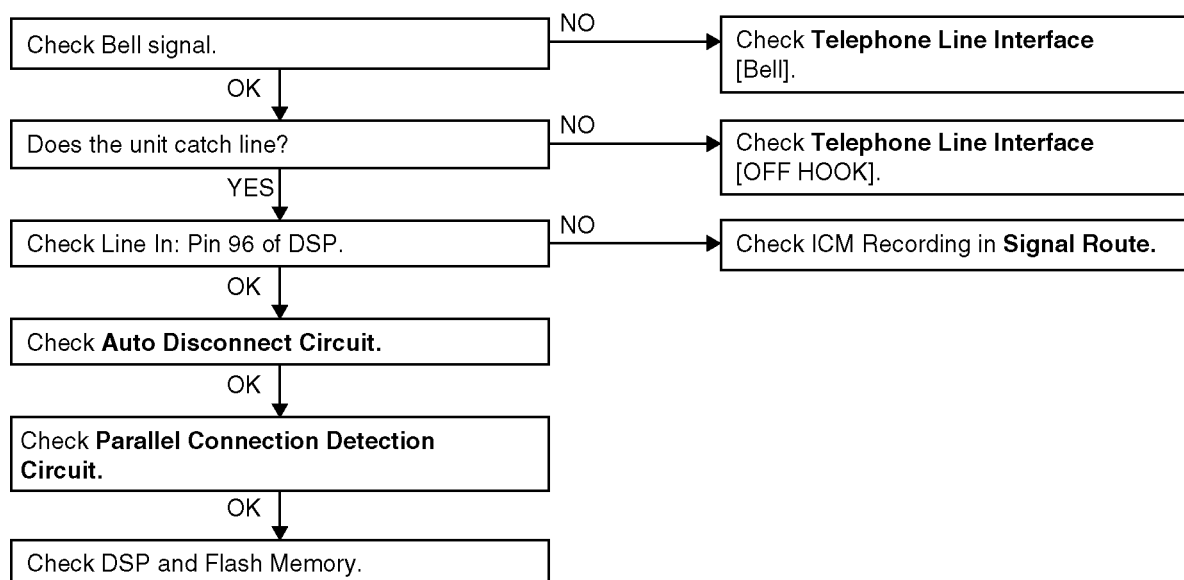 Check Bell signal.
NO
Check Telephone Line Interface
[Bell].
OK
Does the unit catch line?
NO
Check Telephone Line Interface
[OFF HOOK].
YES
Check Line In: Pin 96 of DSP.
NO
Check ICM Recording in Signal Route.
OK
Check Auto Disconnect Circuit.
OK
Check Parallel Connection Detection
Circuit.
OK
Check DSP and Flash Memory.